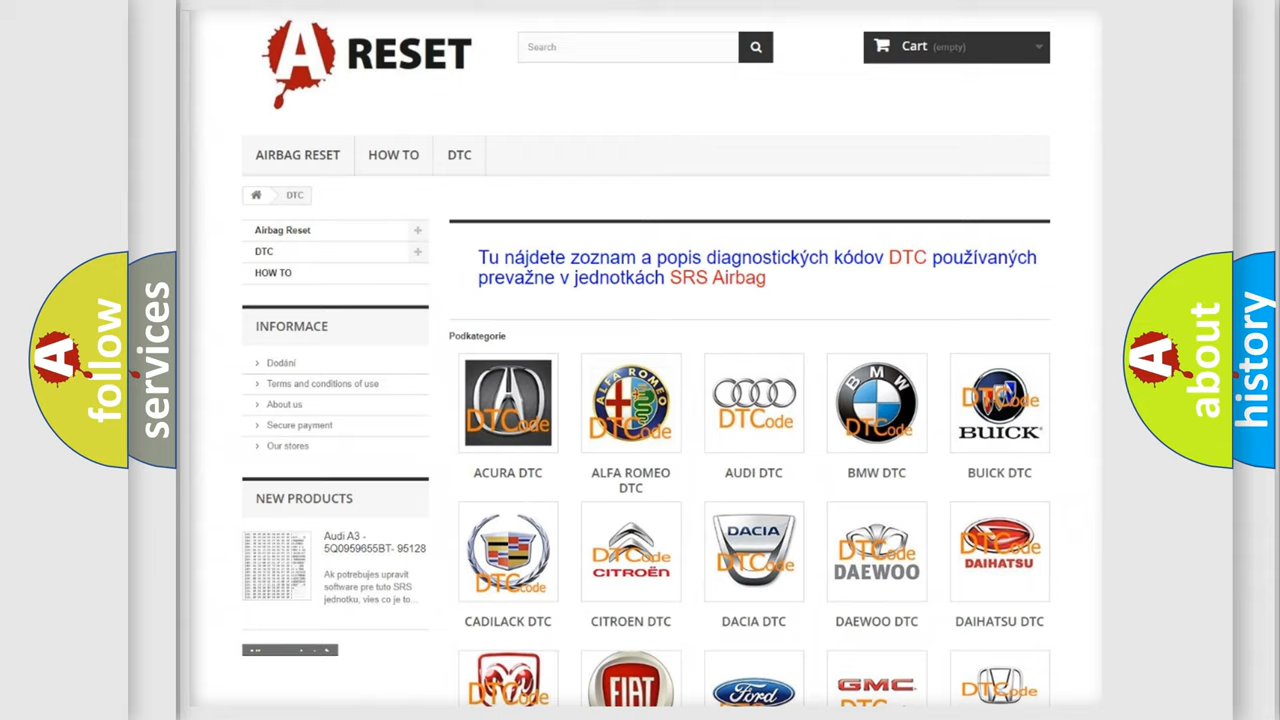 A RESET
Search
Cart (empty)
AIRBAG RESET
HOW TO
DTC
DTC
Airbag Reset
DTC
HOW TO
Tu nájdete zoznam a popis diagnostických kódov DTC používaných
prevažne v jednotkách SRS Airbag
INFORMACE
Dodání
Terms and conditions of use
About us
Secure payment
Our stores
Podkategorie
DTCode
ALFA ROMEO
DTCode
DTCode
BMW
DTCode
DTCode
BUICK
ACURA DTC
ALFA ROMEO
DTC
AUDI DTC
BMW DTC
BUICK DTC
NEW PRODUCTS
Audi A3 -
5Q0959655BT- 95128
Ak potrebujes upravit
software pre tuto SRS
jednotku, vies co je to...
DTCode
DTCode
CITROËN
DACIA
DTCode
DTCode
DAEWOO
DTCode
DAIHATSU
CADILACK DTC
CITROEN DTC
DACIA DTC
DAEWOO DTC
DAIHATSU DTC
DTCode
FIAT
Ford
GMC
DTCode
A follow
services
A about
history